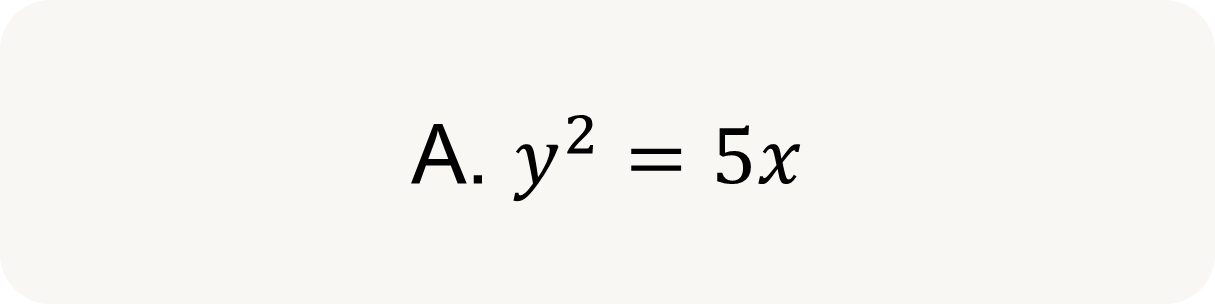 A. y² = 5x